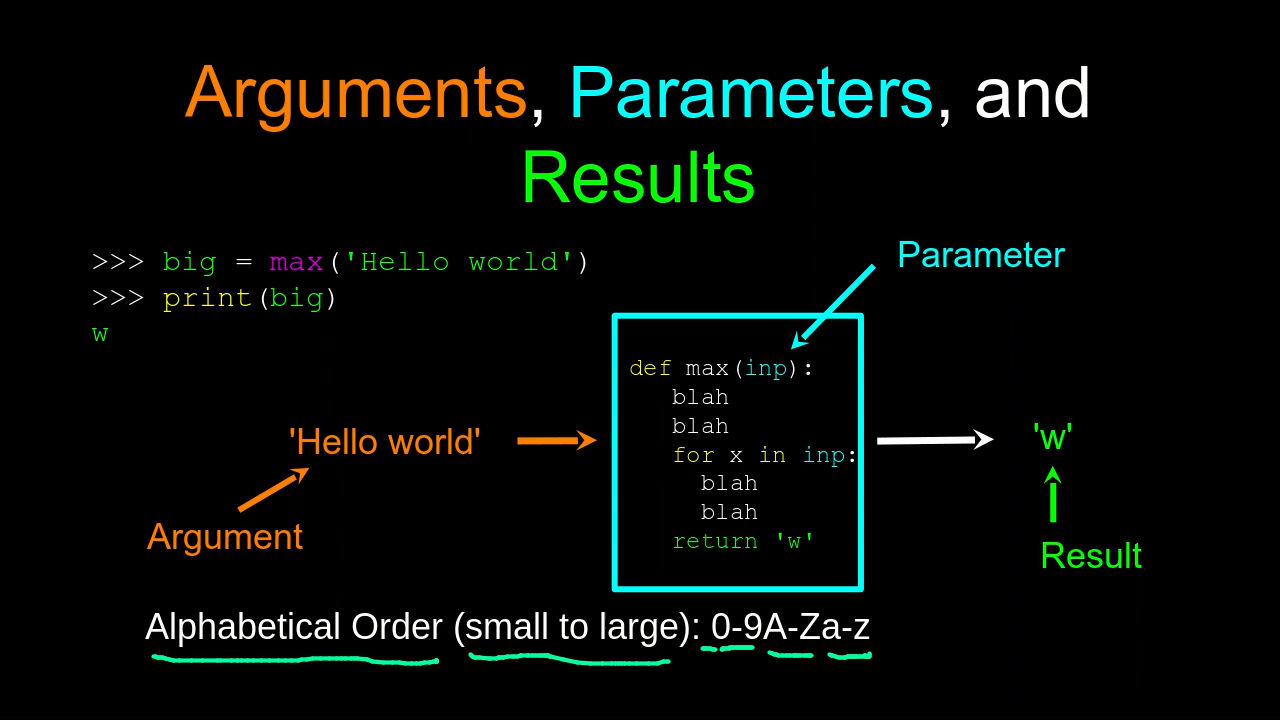 Arguments, Parameters, and
Results
>>> big = max('Hello world')
>>> print(big)
w
Parameter
def max(inp):
blah
blah
for x in inp:
blah
blah
return 'w'
'Hello world'
Argument
'w'
Result
Alphabetical Order (small to large): 0-9A-Za-z